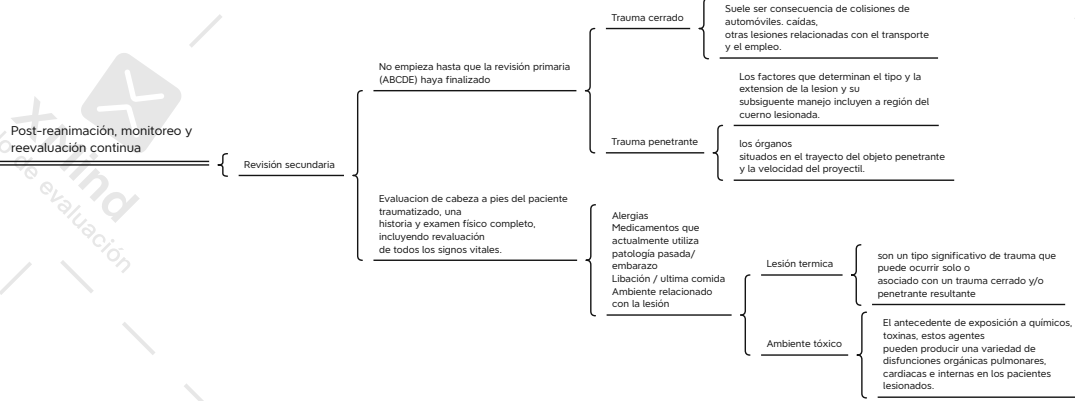 Post-reanimación, monitoreo y
reevaluación continua
Revisión secundaria
No empieza hasta que la revisión primaria
(ABCDE) haya finalizado
Trauma cerrado
Suele ser consecuencia de colisiones de
automóviles. caídas,
otras lesiones relacionadas con el transporte
y el empleo.
Trauma penetrante
Los factores que determinan el tipo y la
extension de la lesion y su
subsiguente manejo incluyen a región del
cuerno lesionada.
los órganos
situados en el trayecto del objeto penetrante
y la velocidad del proyectil.
Evaluacion de cabeza a pies del paciente
traumatizado, una
historia y examen físico completo,
incluyendo revaluación
de todos los signos vitales.
Alergias
Medicamentos que
actualmente utiliza
patología pasada/
embarazo
Libación / ultima comida
Ambiente relacionado
con la lesión
Lesión termica
son un tipo significativo de trauma que
puede ocurrir solo o
asociado con un trauma cerrado y/o
penetrante resultante
Ambiente tóxico
El antecedente de exposición a químicos,
toxinas, estos agentes
pueden producir una variedad de
disfunciones orgánicas pulmonares,
cardiacas e internas en los pacientes
lesionados.
XMind
de evaluación